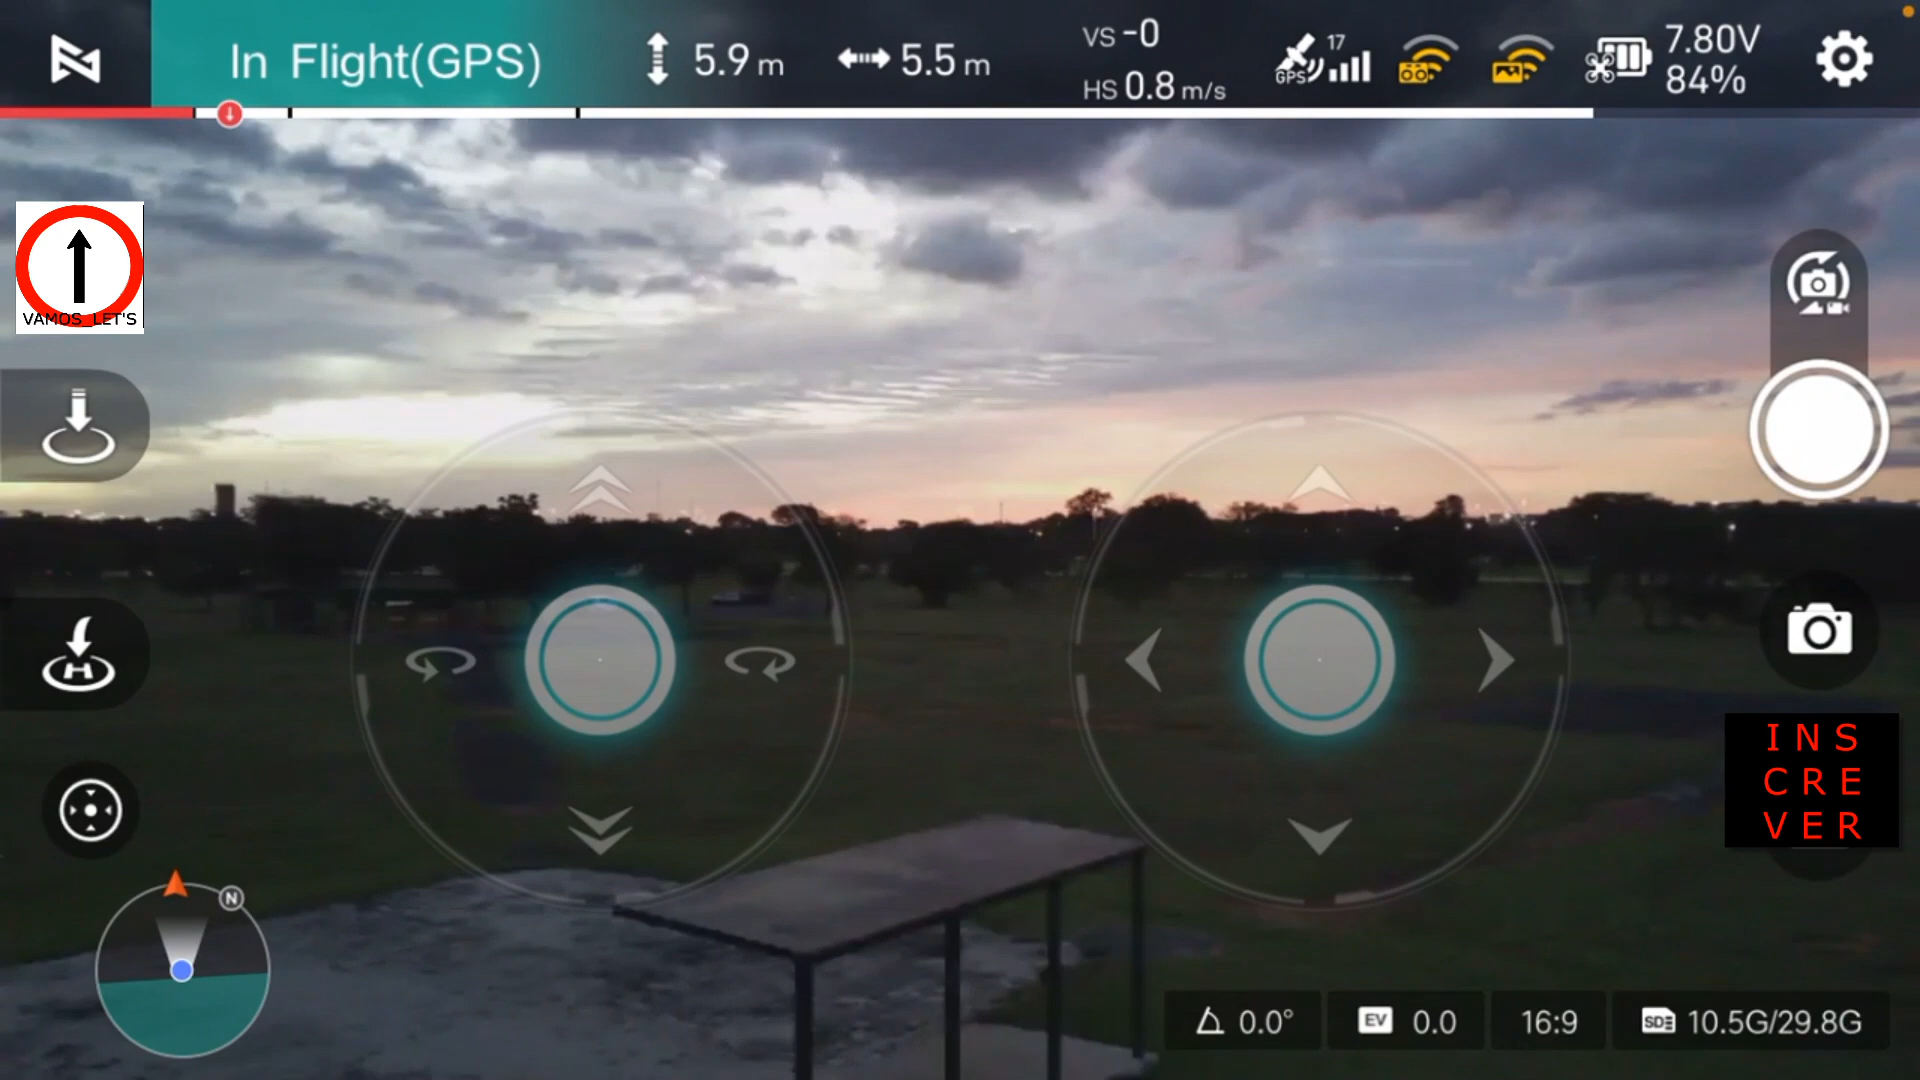 In Flight(GPS)
5.9 m
5.5 m
VS -0
HS 0.8 m/s
GPS
17
7.80V
84%
VAMOS_LET'S
H
INS
CRE
VER
N
0.0°
EV 0.0
16:9
SD 10.5G/29.8G